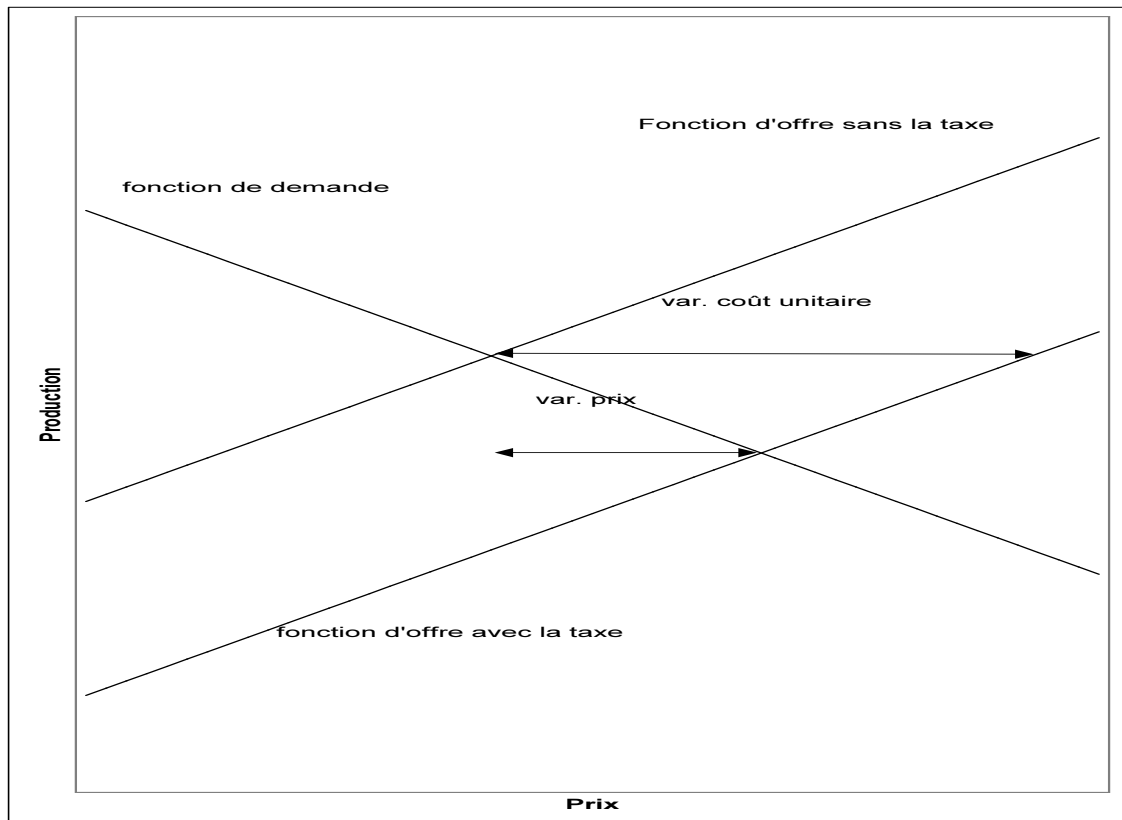 Fonction d'offre sans la taxe
fonction de demande
var. coût unitaire
var. prix
Production
fonction d'offre avec la taxe
Prix